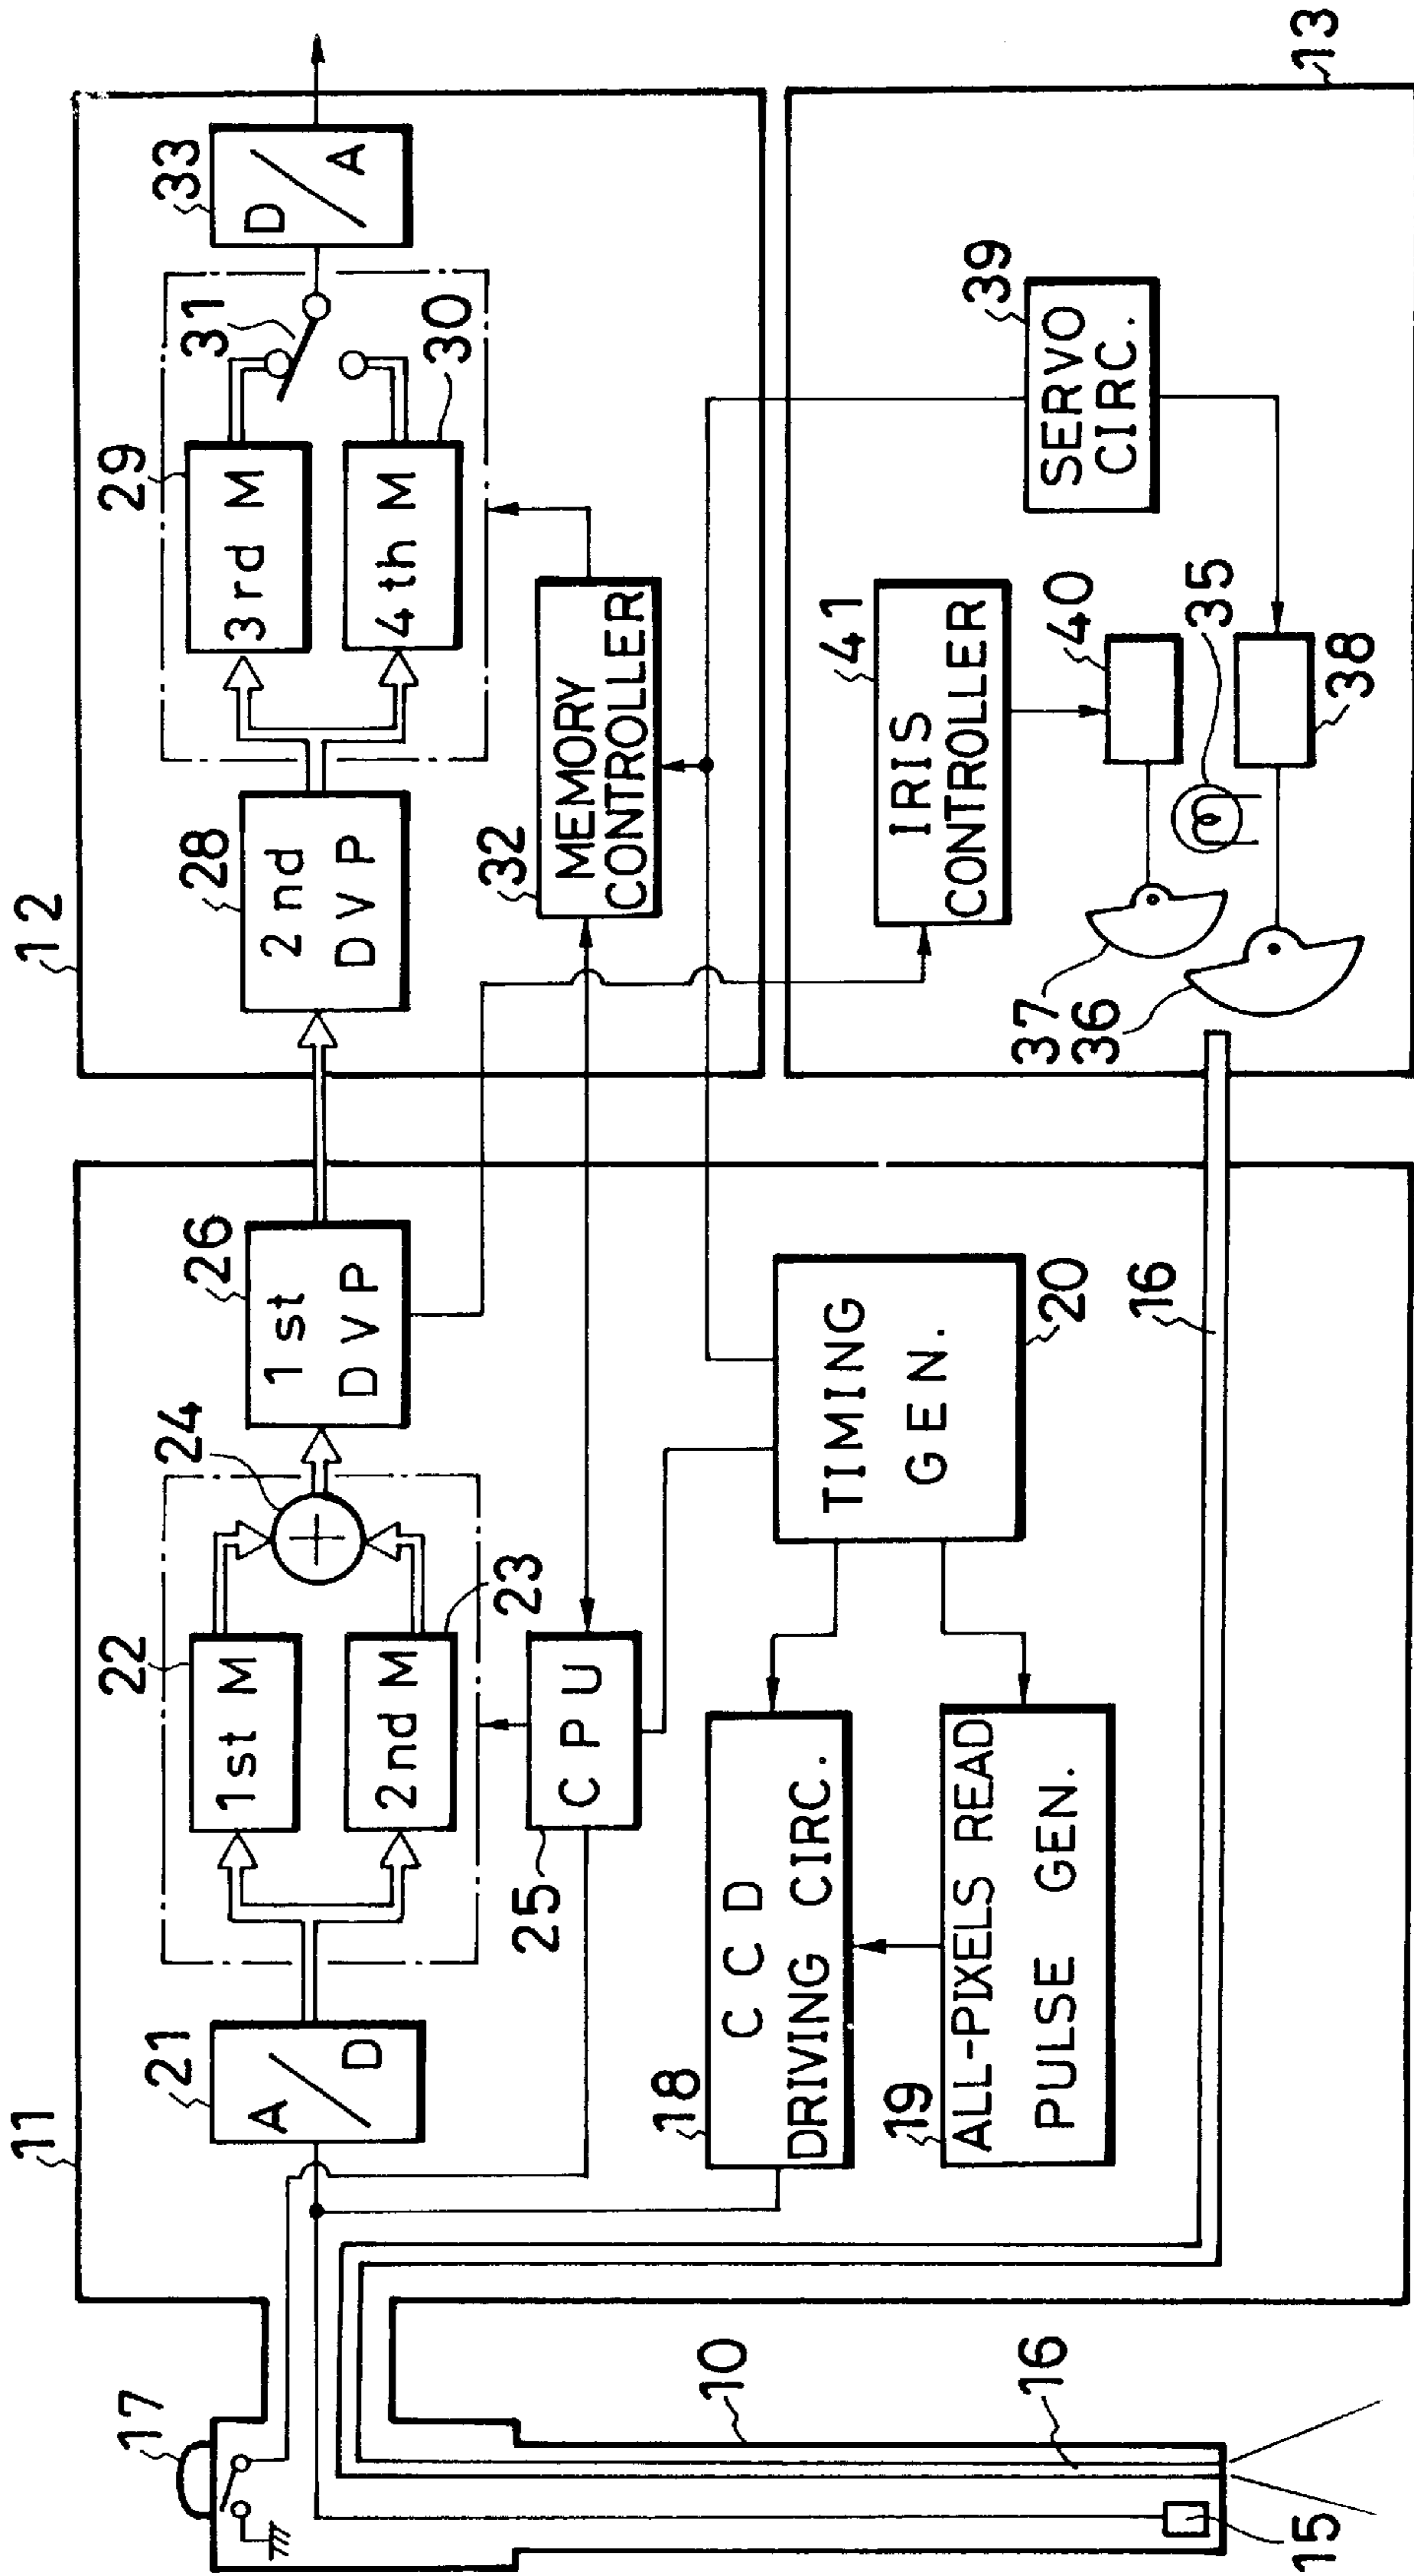 12
33
D/A
31
29
3rd M
30
4th M
28
2nd
DVP
32
MEMORY
CONTROLLER
13
39
SERVO
CIRC.
41
IRIS
CONTROLLER
40
35
38
37
36
11
26
1st
DVP
24
22
1st M
23
2nd M
21
A/D
25
CPU
20
TIMING
GEN.
16
18
CCD
DRIVING CIRC.
19
ALL-PIXELS READ
PULSE GEN.
17
10
16
15